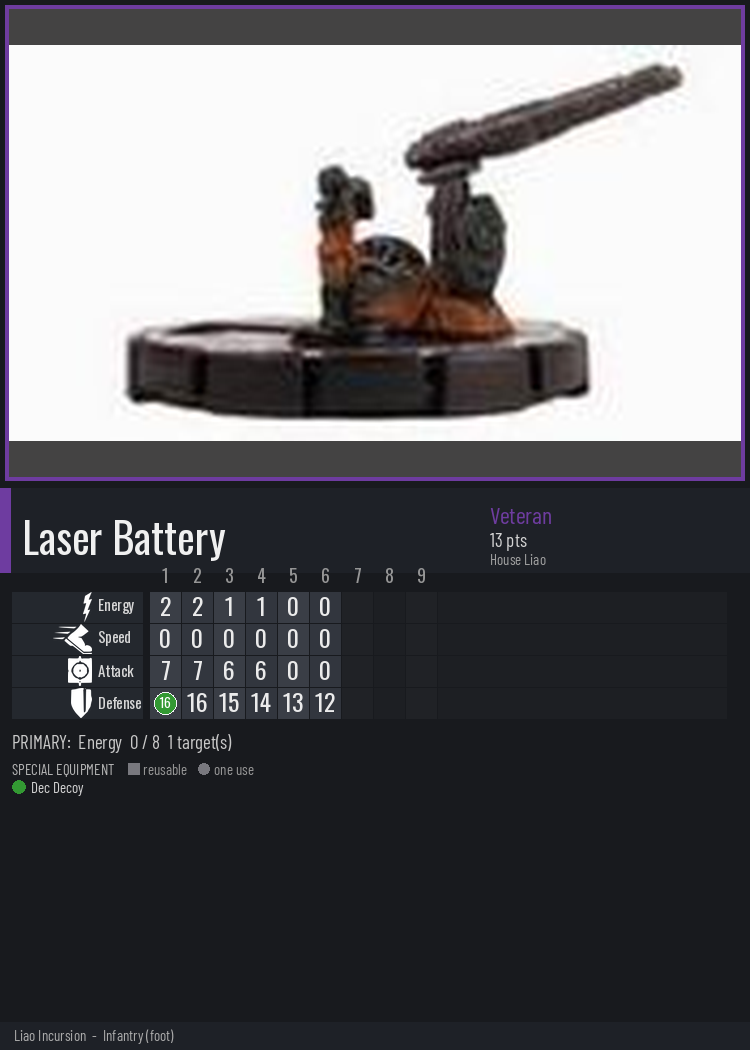 Laser Battery
Veteran
13 pts
House Liao
1 2 3 4 5 6 7 8 9
Energy 2 2 1 1 0 0
Speed 0 0 0 0 0 0
Attack 7 7 6 6 0 0
Defense 16 16 15 14 13 12
PRIMARY: Energy 0 / 8 1 target(s)
SPECIAL EQUIPMENT reusable one use
Dec Decoy
Liao Incursion - Infantry (foot)